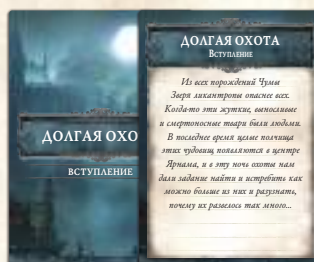 ДОЛГАЯ ОХО
ВСТУПЛЕНИЕ
ДОЛГАЯ ОХОТА
Вступление
Из всех порождений Чумы
Зверя ликантропы опаснее всех.
Когда-то эти жуткие, выносливые
и смертоносные твари были людьми.
В последнее время целые полчища
этих чудовищ появляются в центре
Ярнама, и в эту ночь охоты нам
дали задание найти и истребить как
можно больше из них и разузнать,
почему их развелось так много...